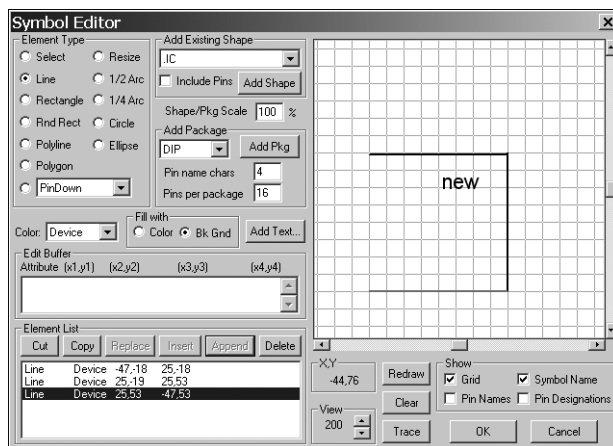 Symbol Editor
Element Type
Select
Resize
Line
1/2 Arc
Rectangle
1/4 Arc
Rnd Rect
Circle
Polyline
Ellipse
Polygon
PinDown
Add Existing Shape
.IC
Include Pins
Add Shape
Shape/Pkg Scale 100 %
Add Package
DIP
Add Pkg
Pin name chars 4
Pins per package 16
Color: Device
Fill with
Color
Bk Gnd
Add Text...
Edit Buffer
Attribute (x1,y1) (x2,y2) (x3,y3) (x4,y4)
Element List
Cut
Copy
Replace
Insert
Append
Delete
Line Device -47,-18 25,-18
Line Device 25,-19 25,53
Line Device 25,53 -47,53
new
X,Y
-44,76
View
200
Redraw
Clear
Trace
Show
Grid
Symbol Name
Pin Names
Pin Designations
OK
Cancel